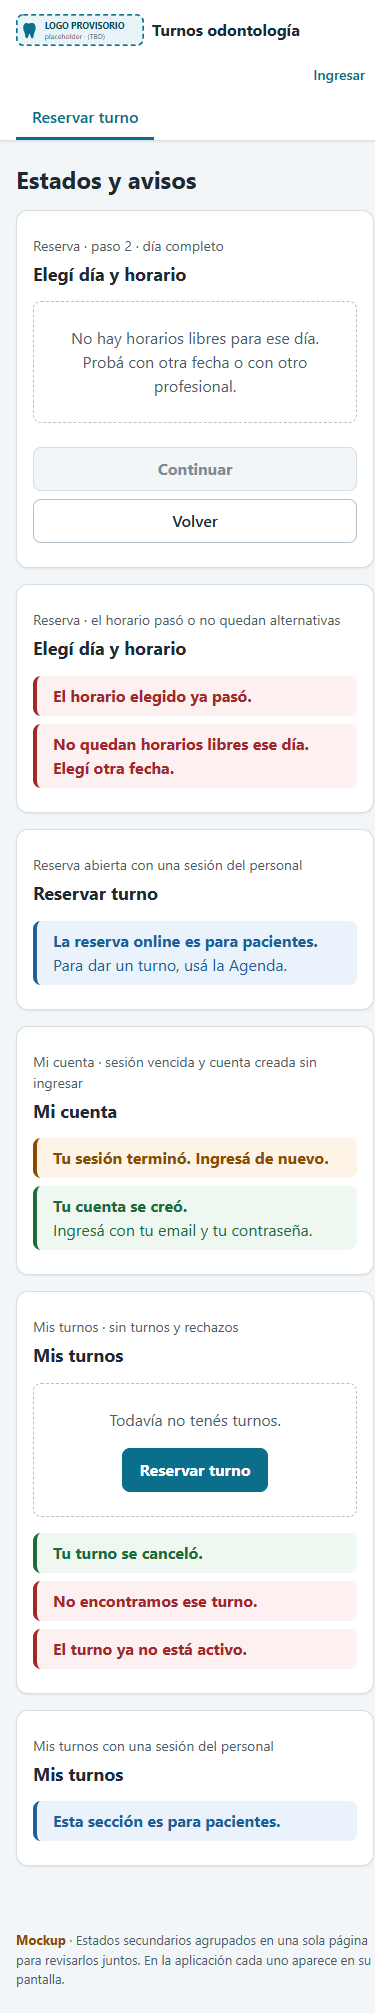 LOGO PROVISORIO
placeholder · (TBD)
Turnos odontología
Ingresar
Reservar turno
Estados y avisos
Reserva · paso 2 · día completo
Elegí día y horario
No hay horarios libres para ese día.
Probá con otra fecha o con otro
profesional.
Continuar
Volver
Reserva · el horario pasó o no quedan alternativas
Elegí día y horario
El horario elegido ya pasó.
No quedan horarios libres ese día.
Elegí otra fecha.
Reserva abierta con una sesión del personal
Reservar turno
La reserva online es para pacientes.
Para dar un turno, usá la Agenda.
Mi cuenta · sesión vencida y cuenta creada sin
ingresar
Mi cuenta
Tu sesión terminó. Ingresá de nuevo.
Tu cuenta se creó.
Ingresá con tu email y tu contraseña.
Mis turnos · sin turnos y rechazos
Mis turnos
Todavía no tenés turnos.
Reservar turno
Tu turno se canceló.
No encontramos ese turno.
El turno ya no está activo.
Mis turnos con una sesión del personal
Mis turnos
Esta sección es para pacientes.
Mockup · Estados secundarios agrupados en una sola página
para revisarlos juntos. En la aplicación cada uno aparece en su
pantalla.